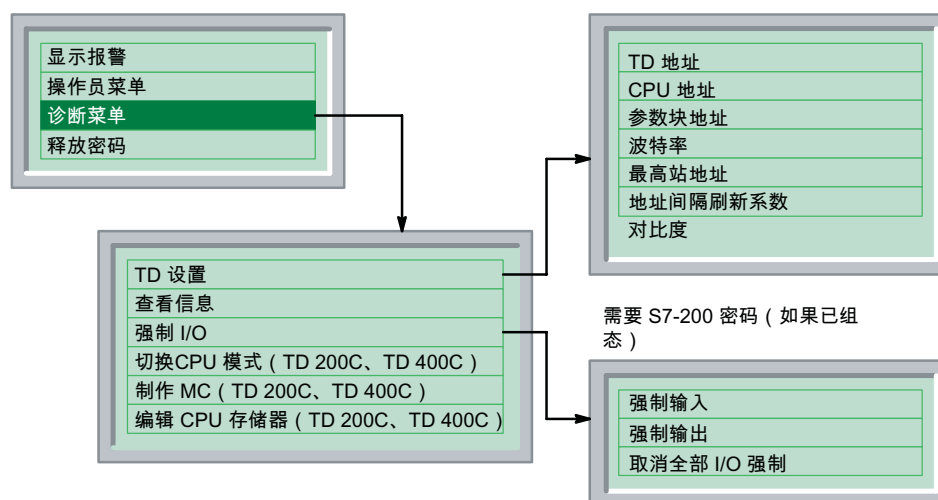 显示报警
操作员菜单
诊断菜单
释放密码
TD 设置
查看信息
强制 I/O
切换CPU 模式（TD 200C、TD 400C）
制作 MC（TD 200C、TD 400C）
编辑 CPU 存储器（TD 200C、TD 400C）
TD 地址
CPU 地址
参数块地址
波特率
最高站地址
地址间隔刷新系数
对比度
需要 S7-200 密码（如果已组
态）
强制输入
强制输出
取消全部 I/O 强制